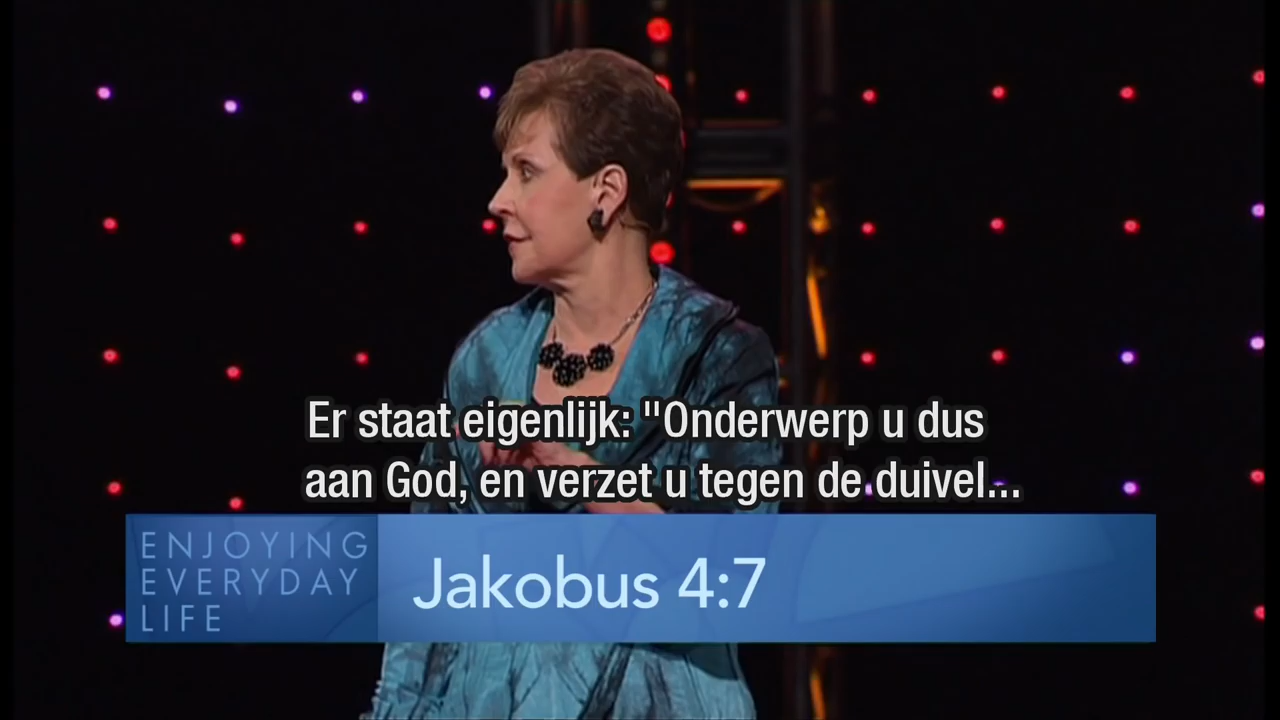 Er staat eigenlijk: "Onderwerp u dus
aan God, en verzet u tegen de duivel...
ENJOYING
EVERYDAY
LIFE
Jakobus 4:7